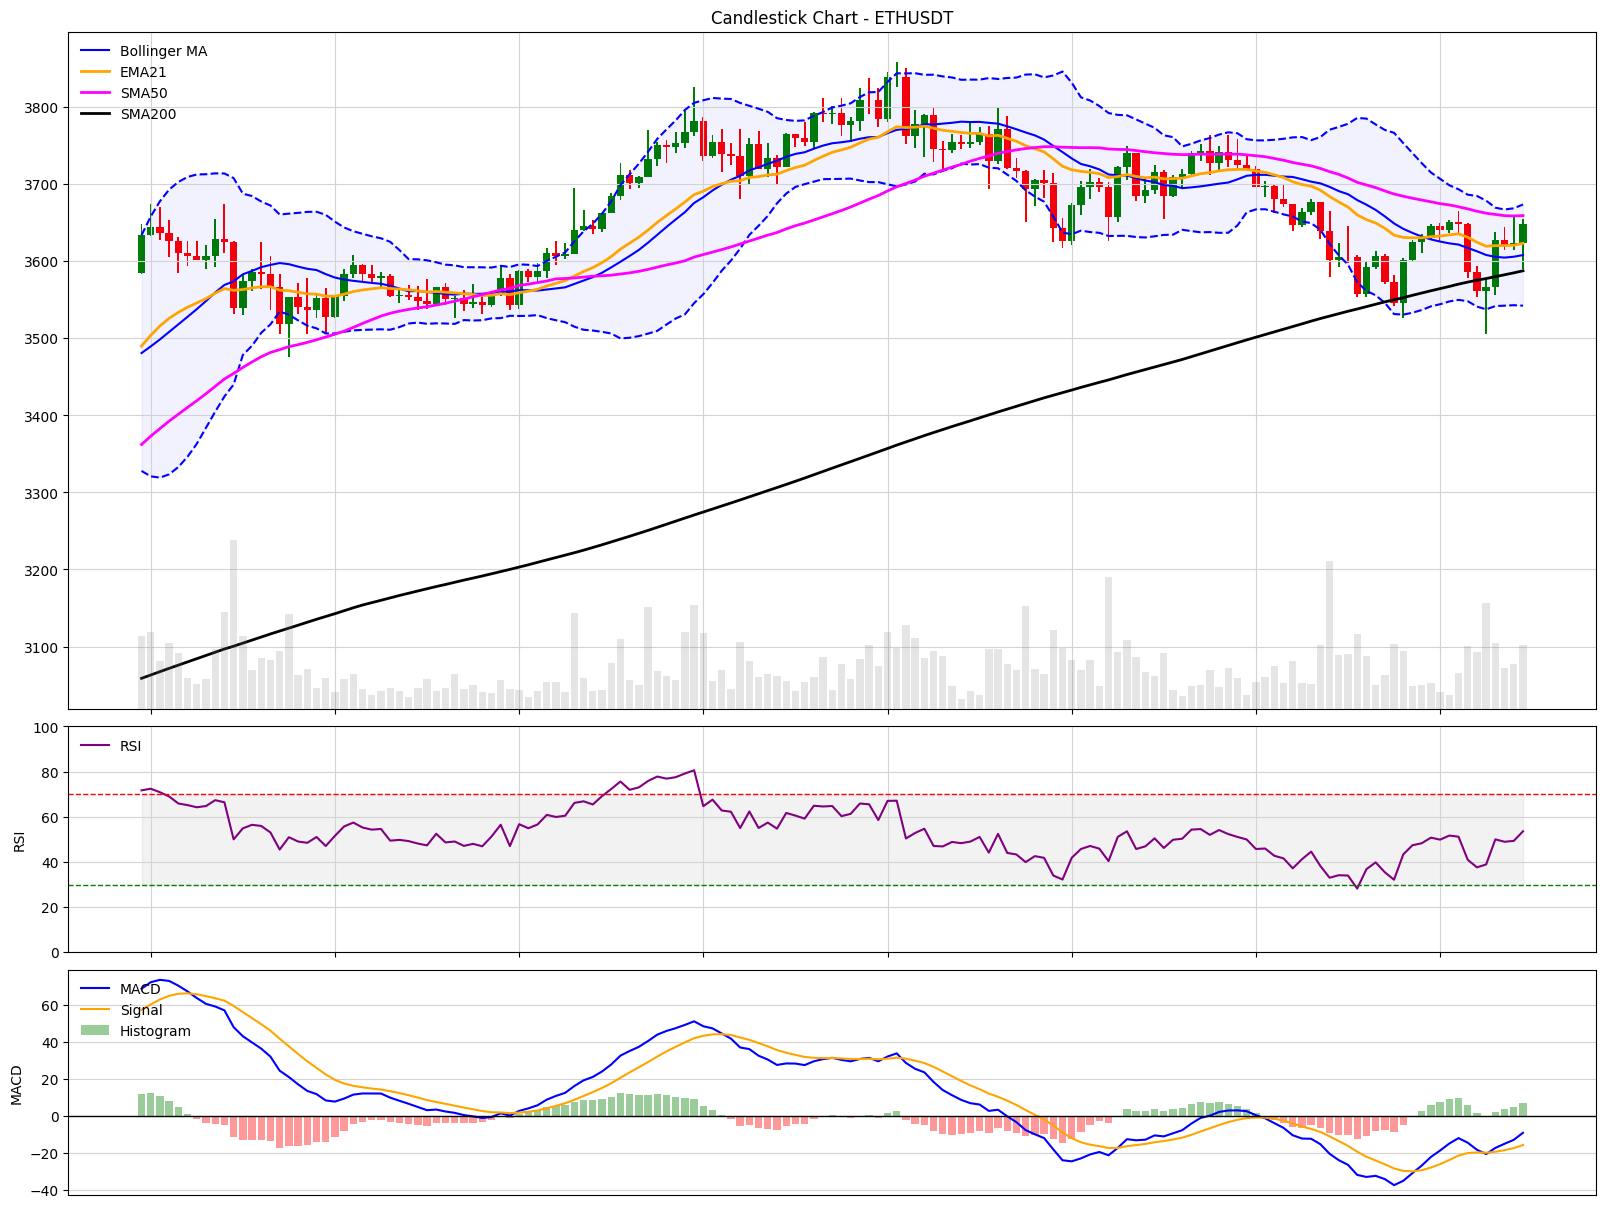 Candlestick Chart - ETHUSDT
Bollinger MA
EMA21
SMA50
SMA200
3800
3700
3600
3500
3400
3300
3200
3100
RSI
100
80
60
40
20
0
RSI
MACD
Signal
Histogram
60
40
20
0
−20
−40
MACD